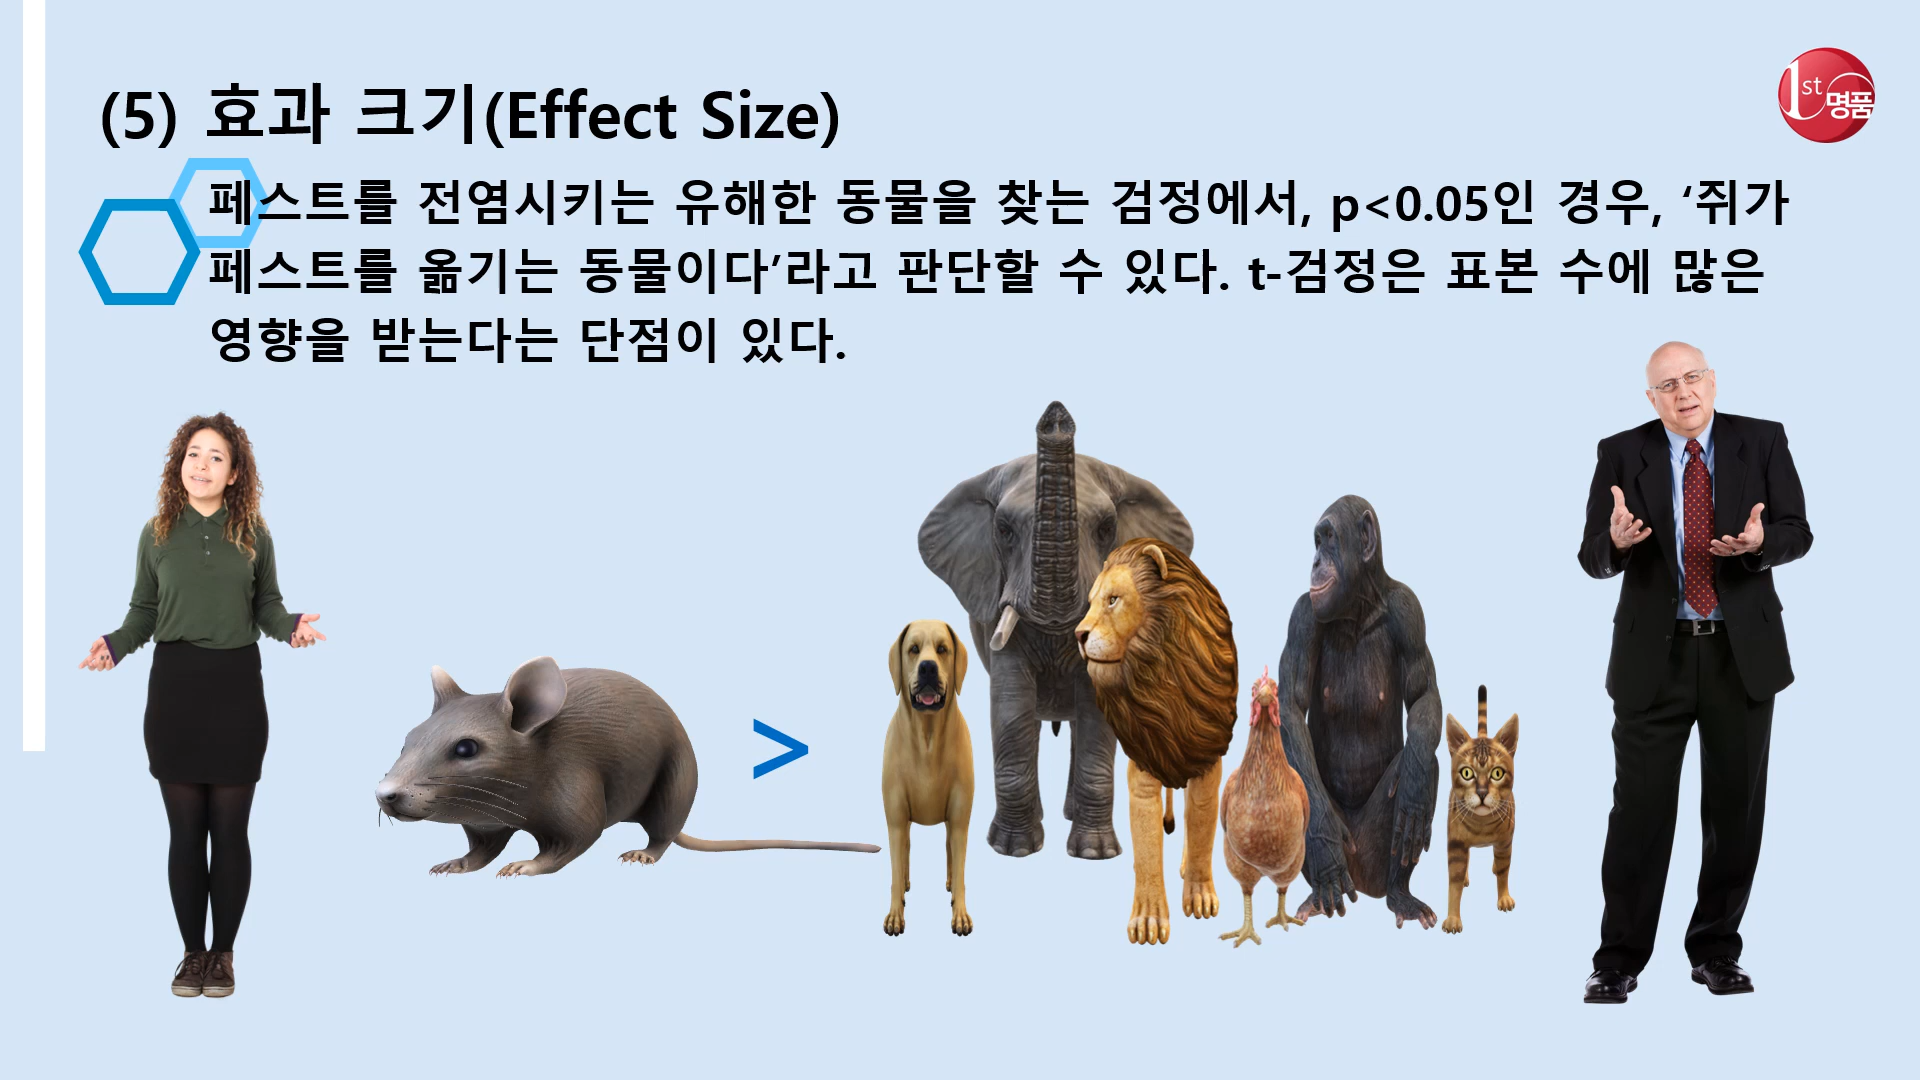 (5) 효과 크기(Effect Size)
1st 명품
페스트를 전염시키는 유해한 동물을 찾는 검정에서, p<0.05인 경우, ‘쥐가
페스트를 옮기는 동물이다’라고 판단할 수 있다. t-검정은 표본 수에 많은
영향을 받는다는 단점이 있다.
>